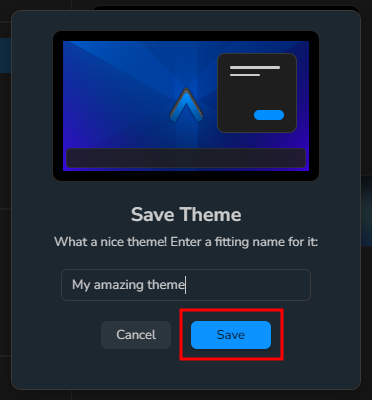 Save Theme
What a nice theme! Enter a fitting name for it:
My amazing theme
Cancel
Save